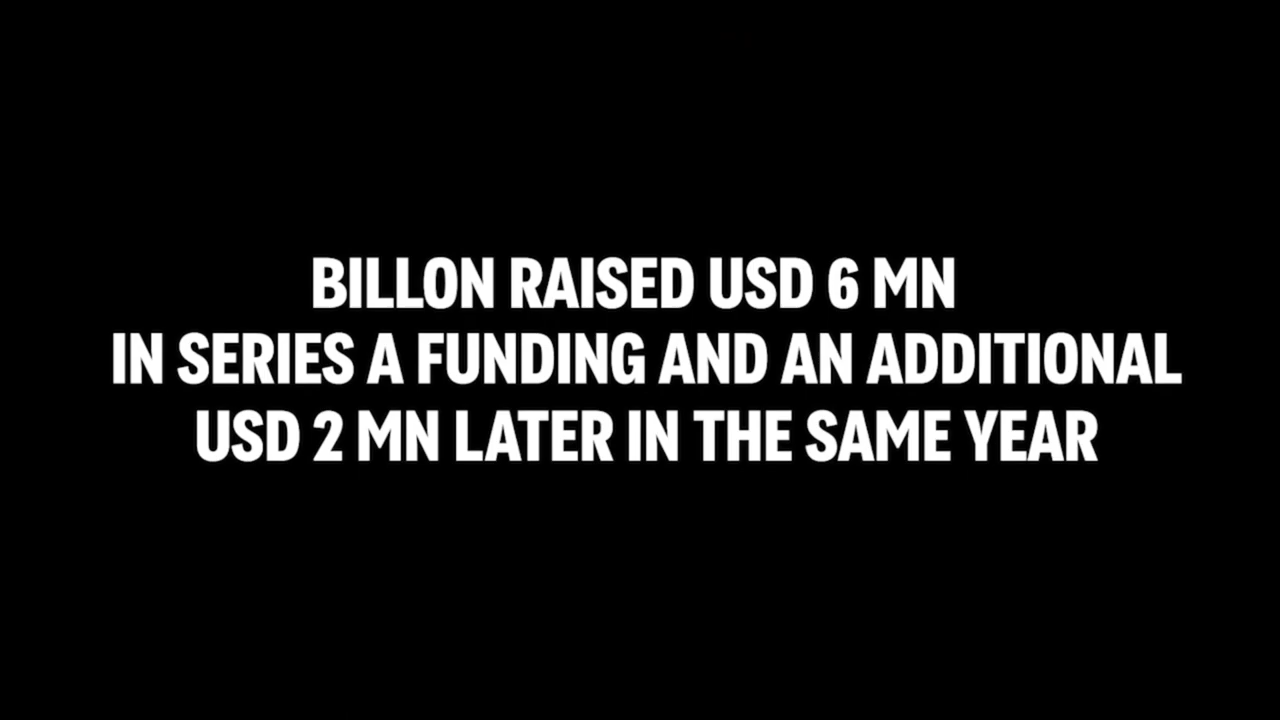 BILLON RAISED USD 6 MN
IN SERIES A FUNDING AND AN ADDITIONAL
USD 2 MN LATER IN THE SAME YEAR